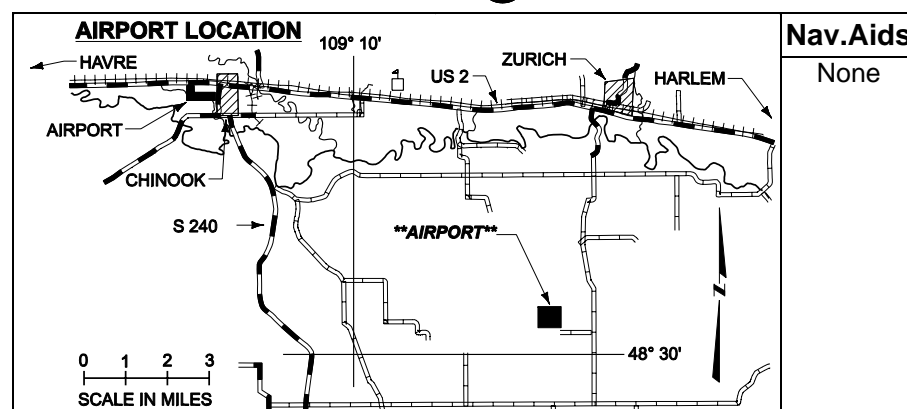 AIRPORT LOCATION
Nav.Aids
None
HAVRE
109° 10'
ZURICH
US 2
HARLEM
AIRPORT
CHINOOK
S 240
**AIRPORT**
N
48° 30'
0 1 2 3
SCALE IN MILES